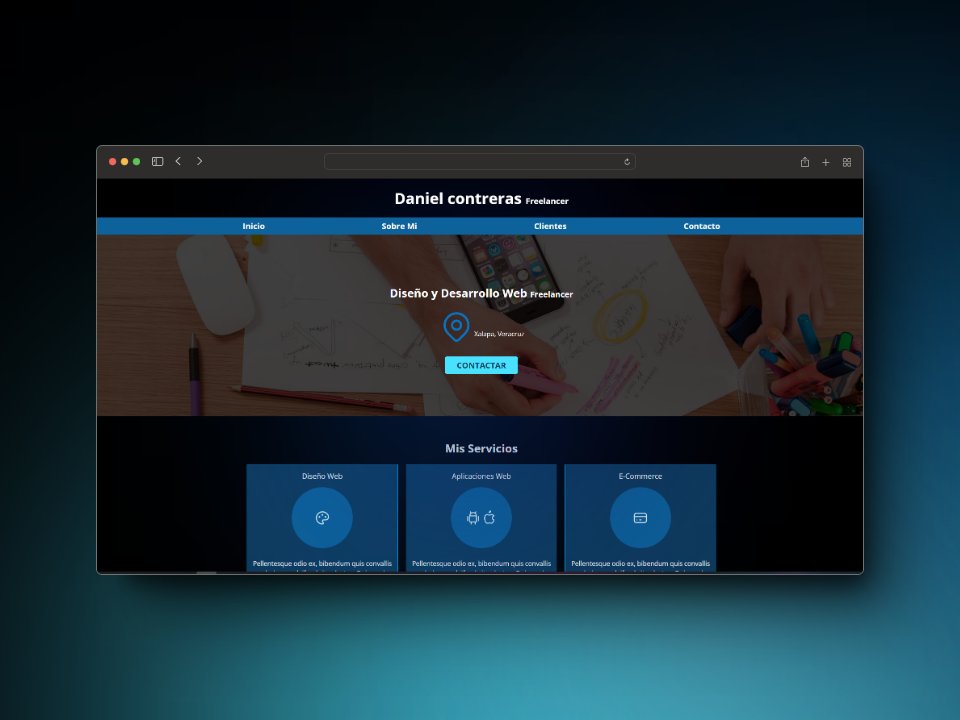 Daniel contreras Freelancer
Inicio Sobre Mi Clientes Contacto
Diseño y Desarrollo Web Freelancer
Xalapa, Veracruz
CONTACTAR
Mis Servicios
Diseño Web Aplicaciones Web E-Commerce
Pellentesque odio ex, bibendum quis convallis Pellentesque odio ex, bibendum quis convallis Pellentesque odio ex, bibendum quis convallis